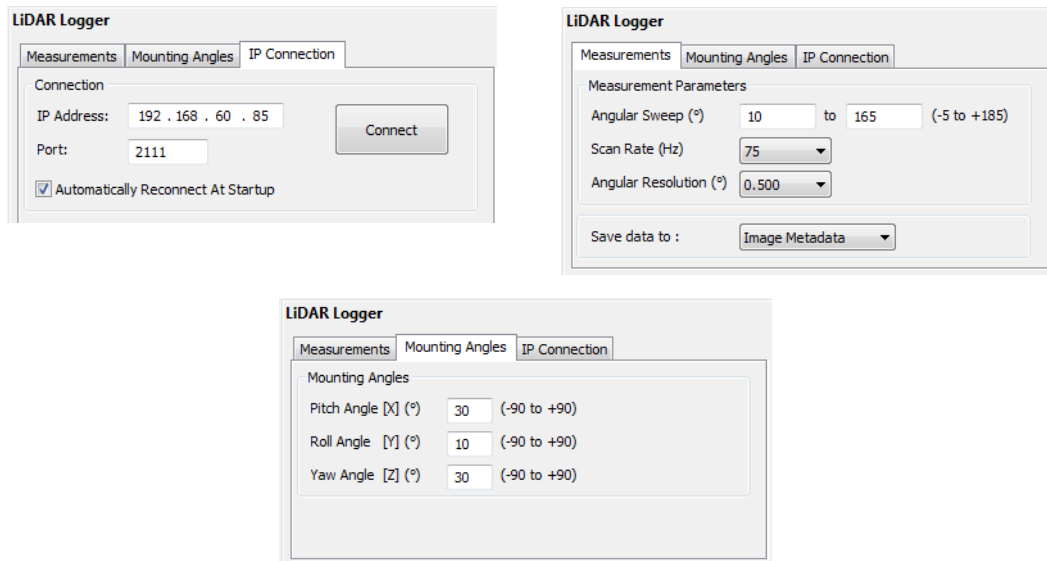 LiDAR Logger
Measurements Mounting Angles IP Connection
Connection
IP Address: 192 . 168 . 60 . 85
Connect
Port: 2111
Automatically Reconnect At Startup
LiDAR Logger
Measurements Mounting Angles IP Connection
Measurement Parameters
Angular Sweep (°) 10 to 165 (-5 to +185)
Scan Rate (Hz) 75
Angular Resolution (°) 0.500
Save data to : Image Metadata
LiDAR Logger
Measurements Mounting Angles IP Connection
Mounting Angles
Pitch Angle [X] (°) 30 (-90 to +90)
Roll Angle [Y] (°) 10 (-90 to +90)
Yaw Angle [Z] (°) 30 (-90 to +90)